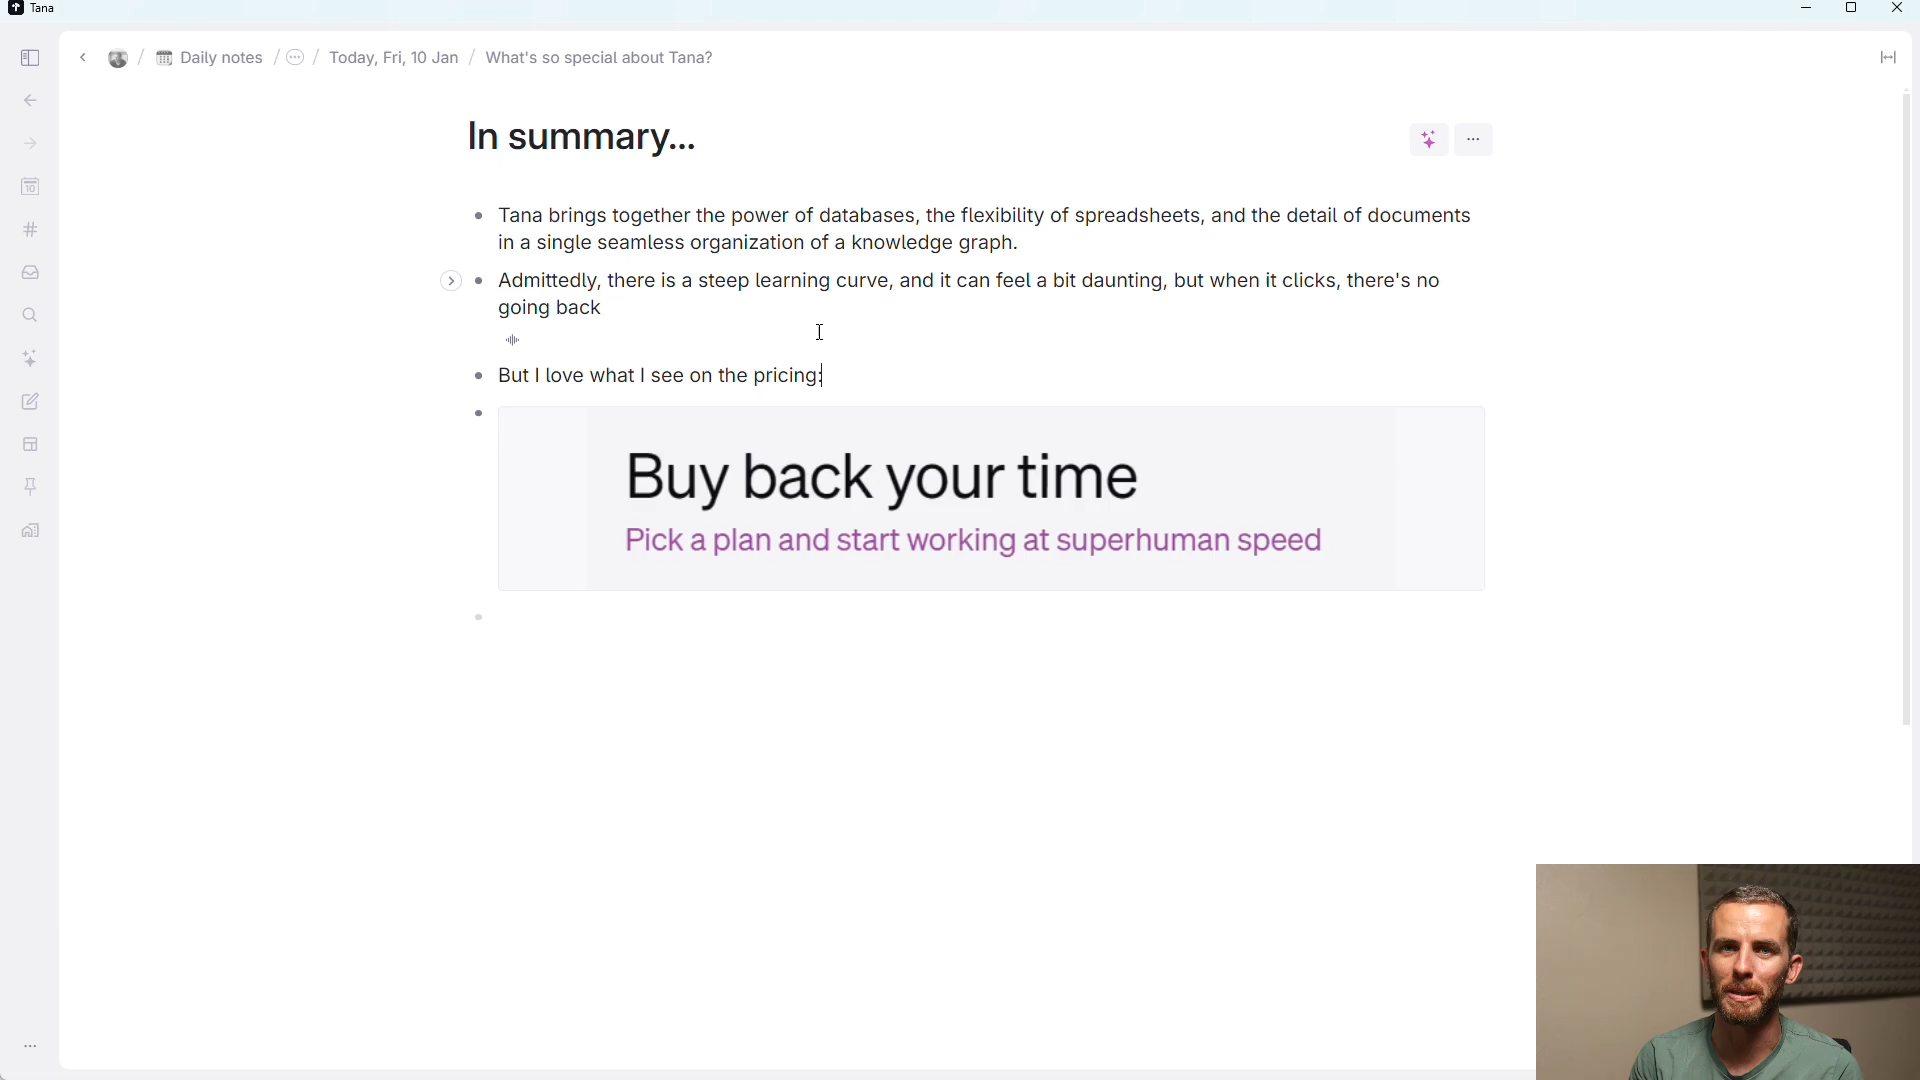 Tana
Daily notes / Today, Fri, 10 Jan / What's so special about Tana?
10
In summary...
Tana brings together the power of databases, the flexibility of spreadsheets, and the detail of documents
in a single seamless organization of a knowledge graph.
Admittedly, there is a steep learning curve, and it can feel a bit daunting, but when it clicks, there's no
going back
But I love what I see on the pricing:
Buy back your time
Pick a plan and start working at superhuman speed